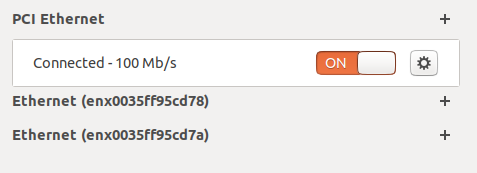 PCI Ethernet +
Connected - 100 Mb/s ON
Ethernet (enx0035ff95cd78) +
Ethernet (enx0035ff95cd7a) +